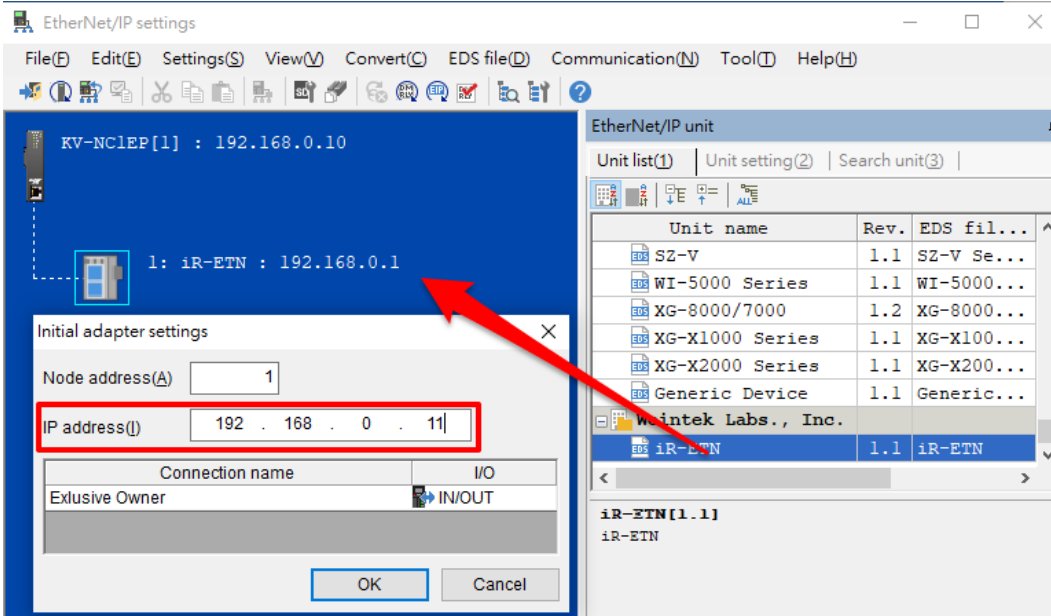 EtherNet/IP settings
File(F) Edit(E) Settings(S) View(V) Convert(C) EDS file(D) Communication(N) Tool(T) Help(H)
KV-NC1EP[1] : 192.168.0.10
1: iR-ETN : 192.168.0.1
Initial adapter settings
Node address(A) 1
IP address(I) 192 . 168 . 0 . 11
Connection name I/O
Exlusive Owner IN/OUT
OK Cancel
EtherNet/IP unit
Unit list(1) Unit setting(2) Search unit(3)
Unit name Rev. EDS fil...
SZ-V 1.1 SZ-V Se...
WI-5000 Series 1.1 WI-5000...
XG-8000/7000 1.2 XG-8000...
XG-X1000 Series 1.1 XG-X100...
XG-X2000 Series 1.1 XG-X200...
Generic Device 1.1 Generic...
Weintek Labs., Inc.
iR-ETN 1.1 iR-ETN
iR-ETN[1.1]
iR-ETN